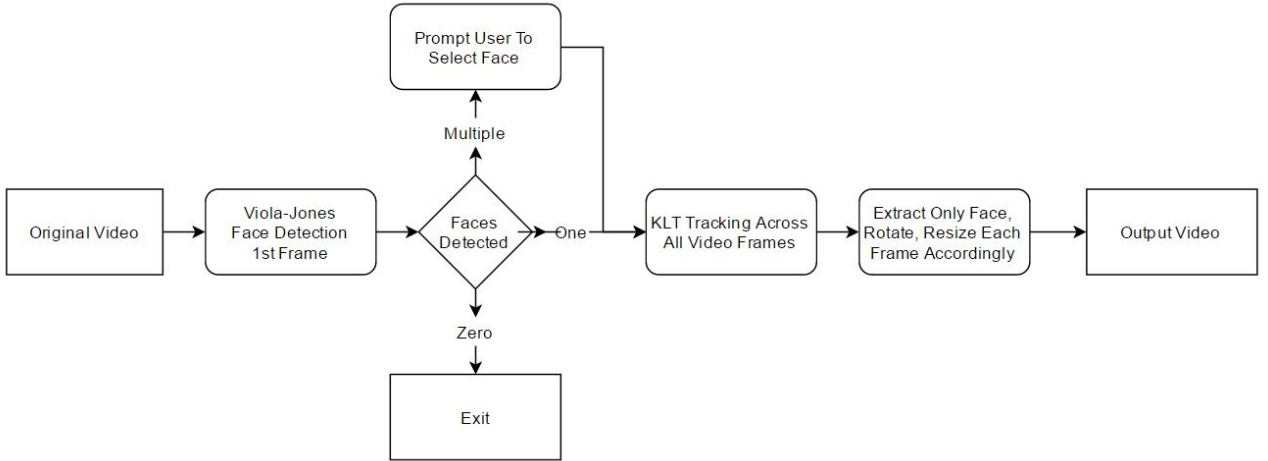 Prompt User To
Select Face
Multiple
Original Video
Viola-Jones
Face Detection
1st Frame
Faces
Detected
One
KLT Tracking Across
All Video Frames
Extract Only Face,
Rotate, Resize Each
Frame Accordingly
Output Video
Zero
Exit